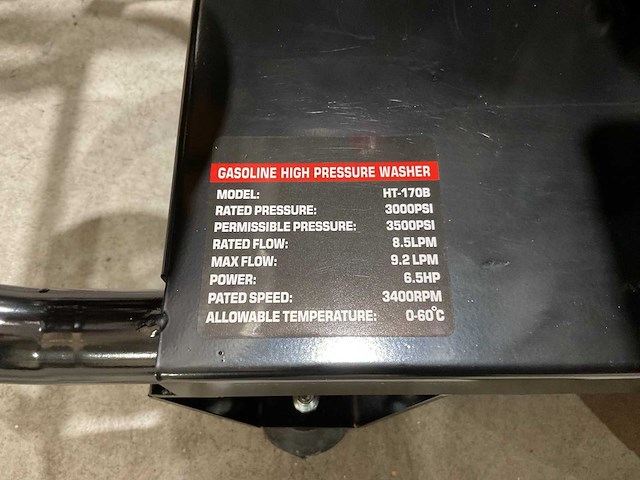 GASOLINE HIGH PRESSURE WASHER
MODEL: HT-170B
RATED PRESSURE: 3000PSI
PERMISSIBLE PRESSURE: 3500PSI
RATED FLOW: 8.5LPM
MAX FLOW: 9.2 LPM
POWER: 6.5HP
PATED SPEED: 3400RPM
ALLOWABLE TEMPERATURE: 0-60°C